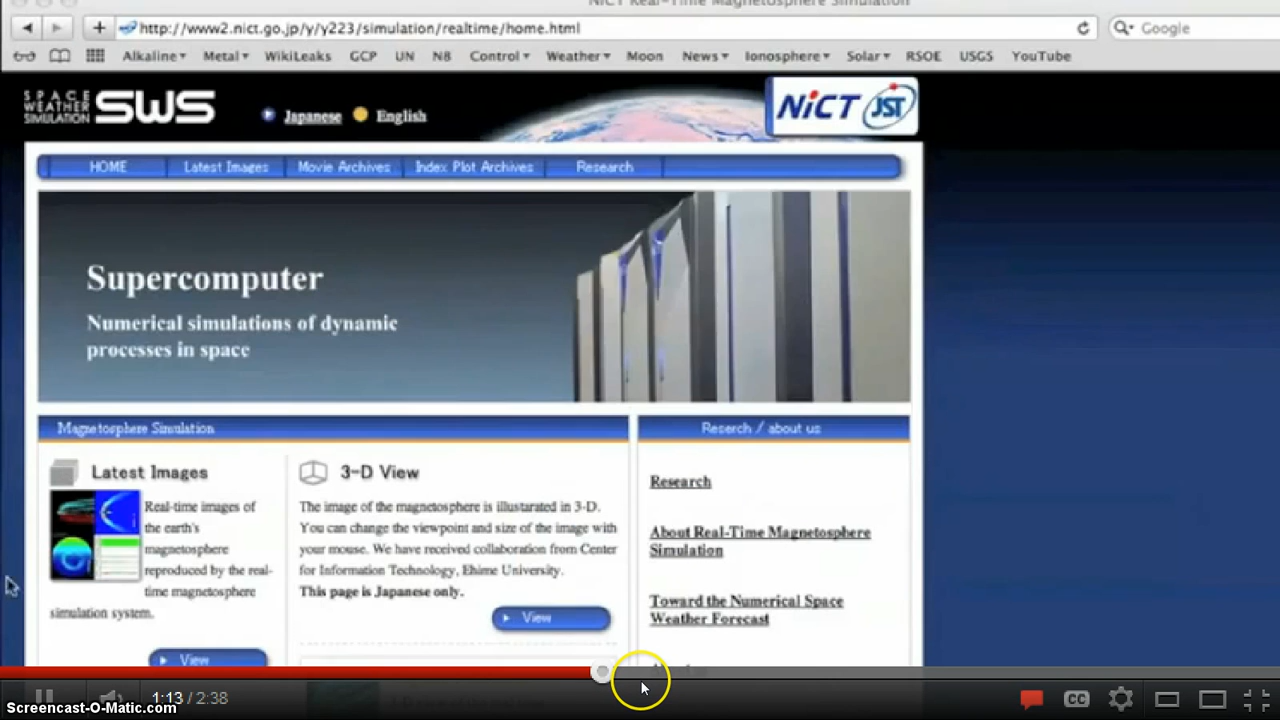 NICT Real-Time Magnetosphere Simulation
http://www2.nict.go.jp/y/y223/simulation/realtime/home.html
Google
Alkaline Metal WikiLeaks GCP UN N8 Control Weather Moon News Ionosphere Solar RSOE USGS YouTube
SPACE WEATHER SIMULATION SWS
Japanese English
NICT JST
HOME Latest Images Movie Archives Index Plot Archives Research
Supercomputer
Numerical simulations of dynamic
processes in space
Magnetosphere Simulation
Latest Images
Real-time images of
the earth's
magnetosphere
reproduced by the real-
time magnetosphere
simulation system.
View
3-D View
The image of the magnetosphere is illustarated in 3-D.
You can change the viewpoint and size of the image with
your mouse. We have received collaboration from Center
for Information Technology, Ehime University.
This page is Japanese only.
View
Reserch / about us
Research
About Real-Time Magnetosphere
Simulation
Toward the Numerical Space
Weather Forecast
1:13 / 2:38
CC
Screencast-O-Matic.com